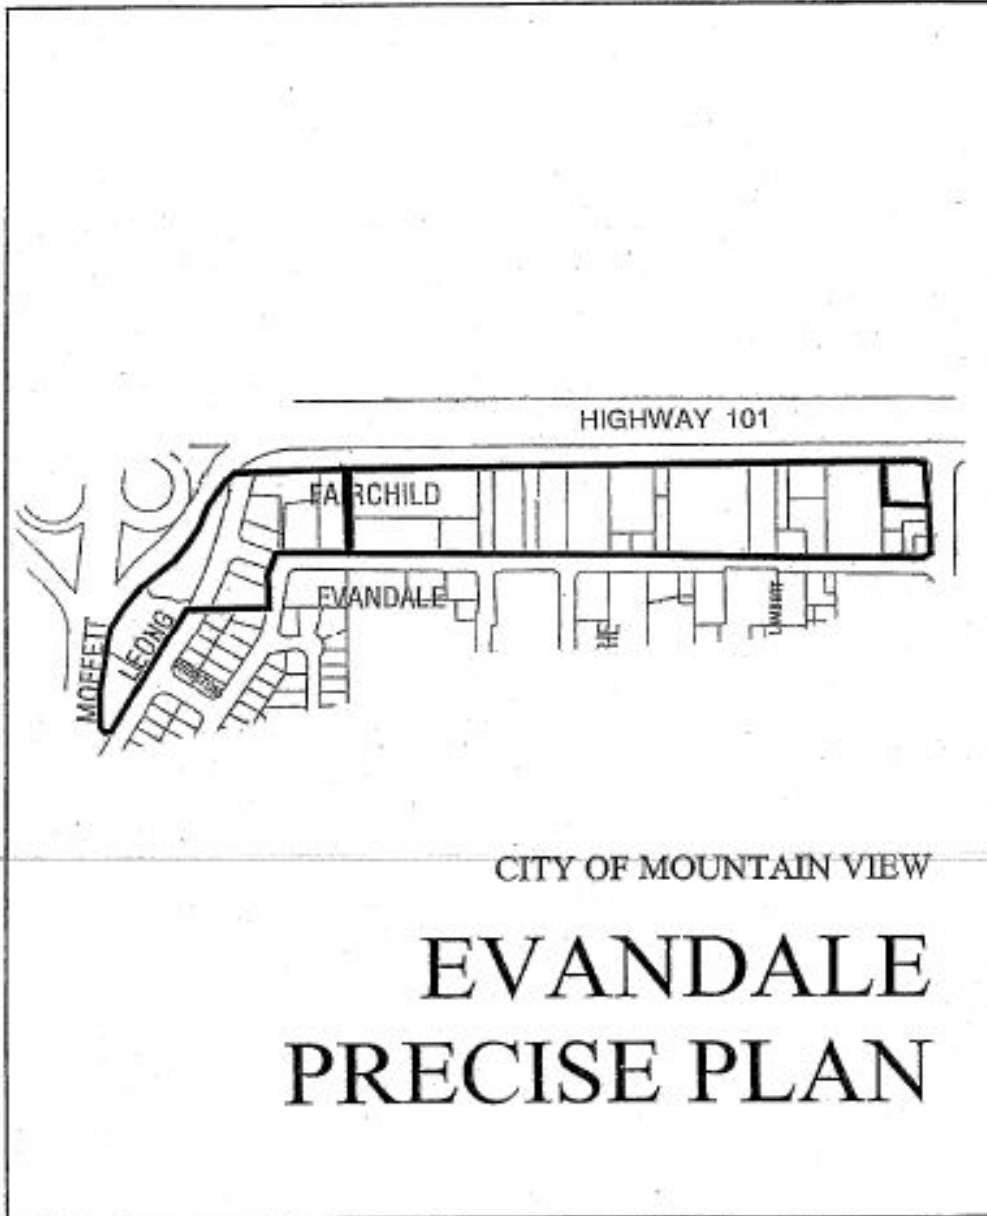 HIGHWAY 101
FAIRCHILD
EVANDALE
MOFFETT
LEONG
CITY OF MOUNTAIN VIEW
EVANDALE
PRECISE PLAN